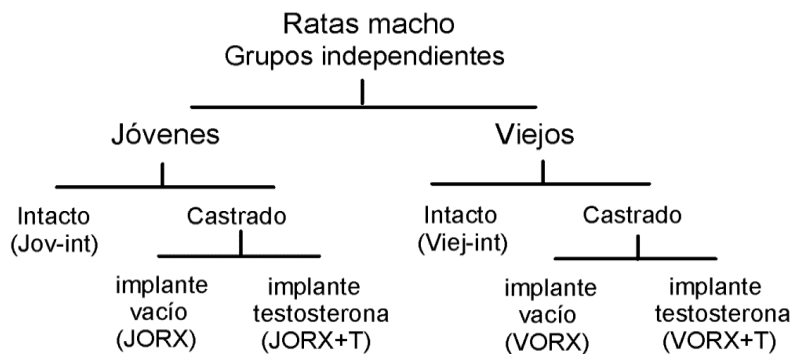 Ratas macho
Grupos independientes
Jóvenes
Viejos
Intacto
(Jov-int)
Castrado
Intacto
(Viej-int)
Castrado
implante
vacío
(JORX)
implante
testosterona
(JORX+T)
implante
vacío
(VORX)
implante
testosterona
(VORX+T)